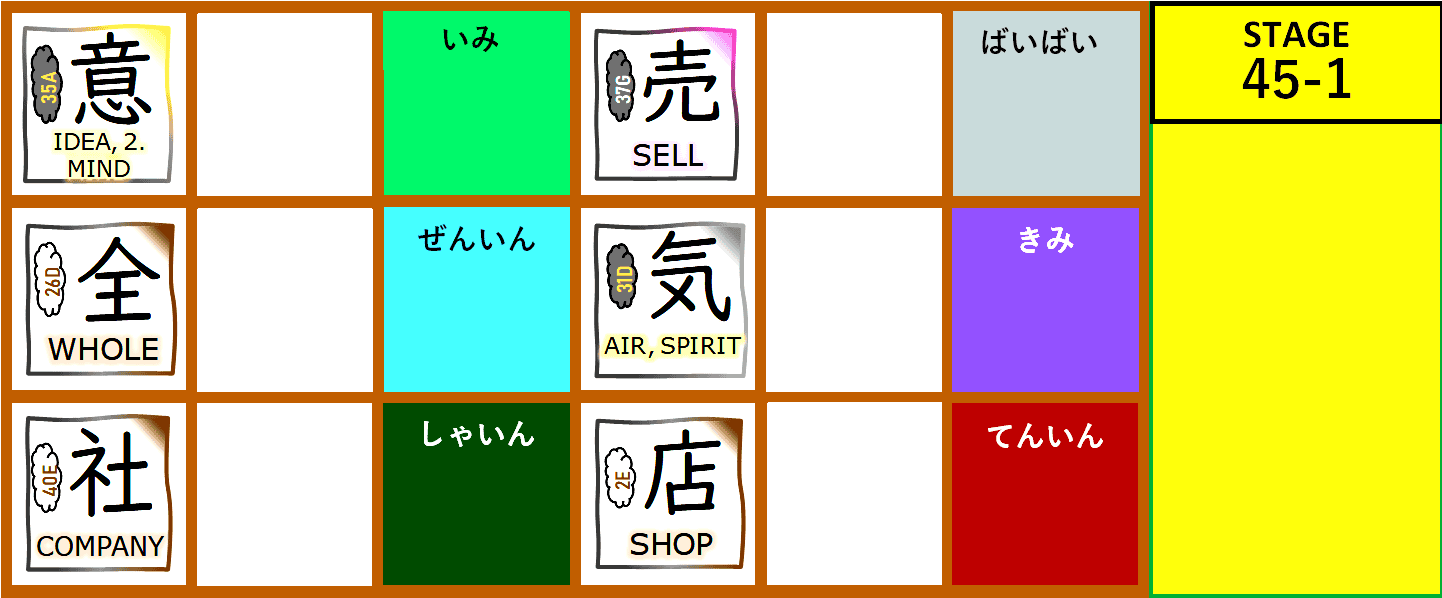 35A
意
IDEA, 2.
MIND
いみ
37G
売
SELL
ばいばい
STAGE
45-1
26D
全
WHOLE
ぜんいん
31D
気
AIR, SPIRIT
きみ
40E
社
COMPANY
しゃいん
2E
店
SHOP
てんいん